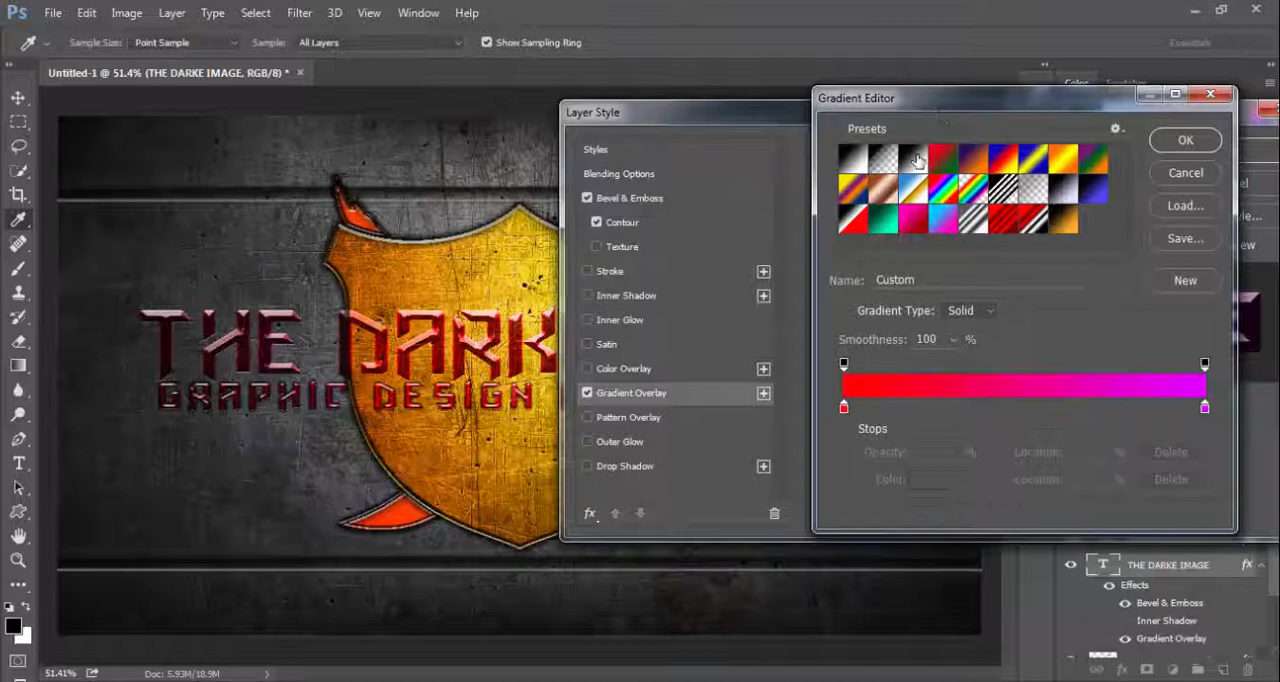 Ps File Edit Image Layer Type Select Filter 3D View Window Help
Sample Size: Point Sample Sample: All Layers Show Sampling Ring Essentials
Untitled-1 @ 51.4% (THE DARKE IMAGE, RGB/8) * ×
Color Swatches
Layer Style
Styles
Blending Options
Bevel & Emboss
Contour
Texture
Stroke
Inner Shadow
Inner Glow
Satin
Color Overlay
Gradient Overlay
Pattern Overlay
Outer Glow
Drop Shadow
fx
Gradient Editor
Presets
OK
Cancel
Load...
Save...
New
Name: Custom
Gradient Type: Solid
Smoothness: 100 %
Stops
Opacity: % Location: % Delete
Color: Location: % Delete
THE DARK
GRAPHIC DESIGN
T THE DARKE IMAGE fx
Effects
Bevel & Emboss
Inner Shadow
Gradient Overlay
51.41% Doc: 5.93M/18.9M